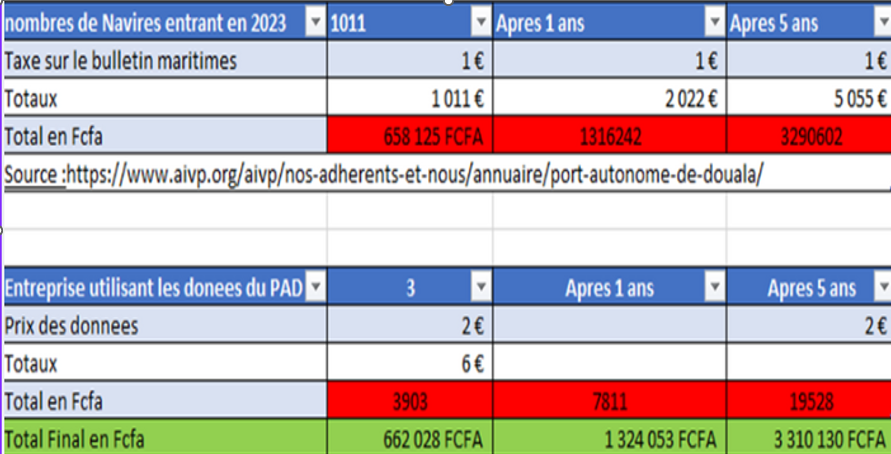 nombres de Navires entrant en 2023 1011 Apres 1 ans Apres 5 ans
Taxe sur le bulletin maritimes 1 € 1 € 1 €
Totaux 1 011 € 2 022 € 5 055 €
Total en Fcfa 658 125 FCFA 1316242 3290602
Source :https://www.aivp.org/aivp/nos-adherents-et-nous/annuaire/port-autonome-de-douala/
Entreprise utilisant les donees du PAD 3 Apres 1 ans Apres 5 ans
Prix des donnees 2 € 2 €
Totaux 6 €
Total en Fcfa 3903 7811 19528
Total Final en Fcfa 662 028 FCFA 1 324 053 FCFA 3 310 130 FCFA